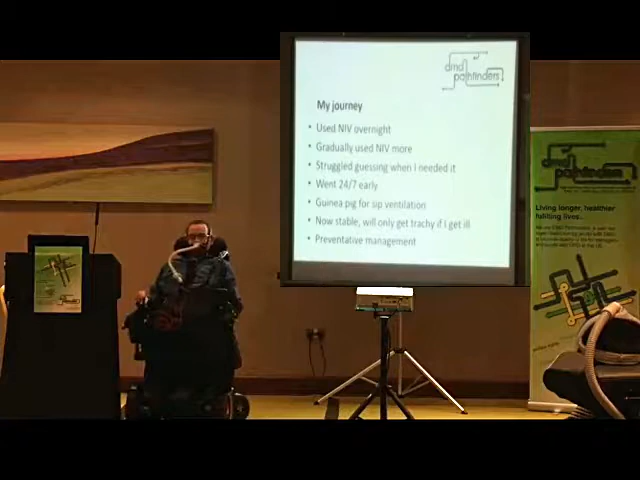 dmd
pathfinders
My journey
• Used NIV overnight
• Gradually used NIV more
• Struggled guessing when I needed it
• Went 24/7 early
• Guinea pig for sip ventilation
• Now stable, will only get trachy if I get ill
• Preventative management
dmd
pathfinders
Living longer, healthier
fulfilling lives...